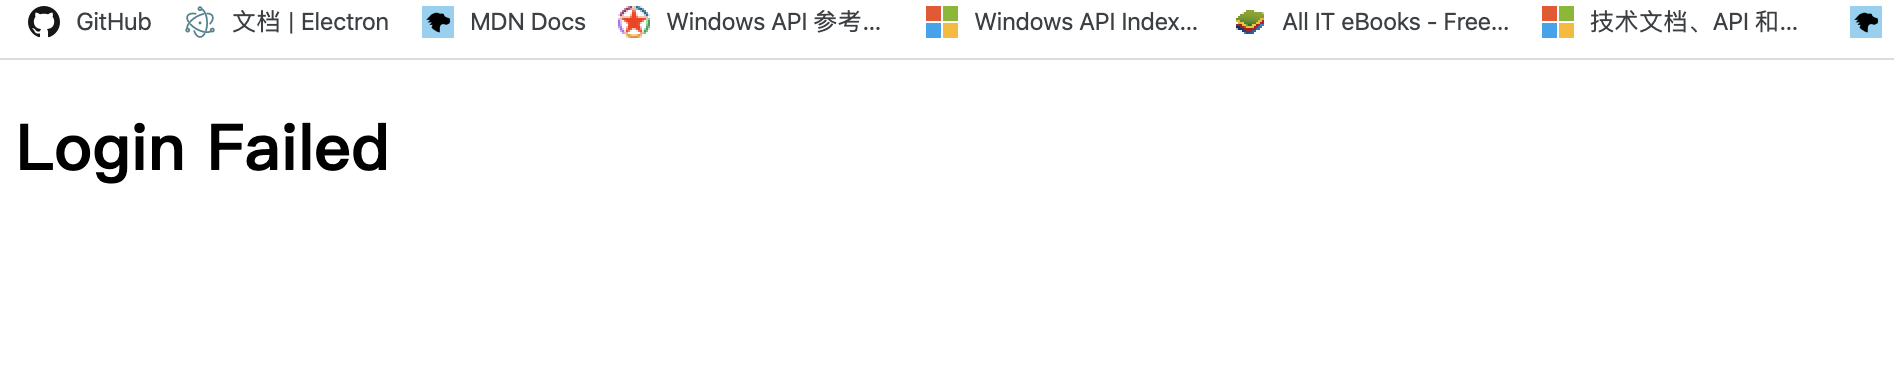 GitHub 文档 | Electron MDN Docs Windows API 参考... Windows API Index... All IT eBooks - Free... 技术文档、API 和...
Login Failed